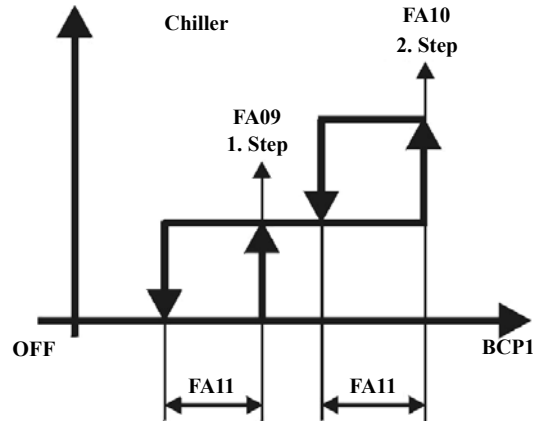 Chiller
FA10
2. Step
FA09
1. Step
OFF
BCP1
FA11
FA11